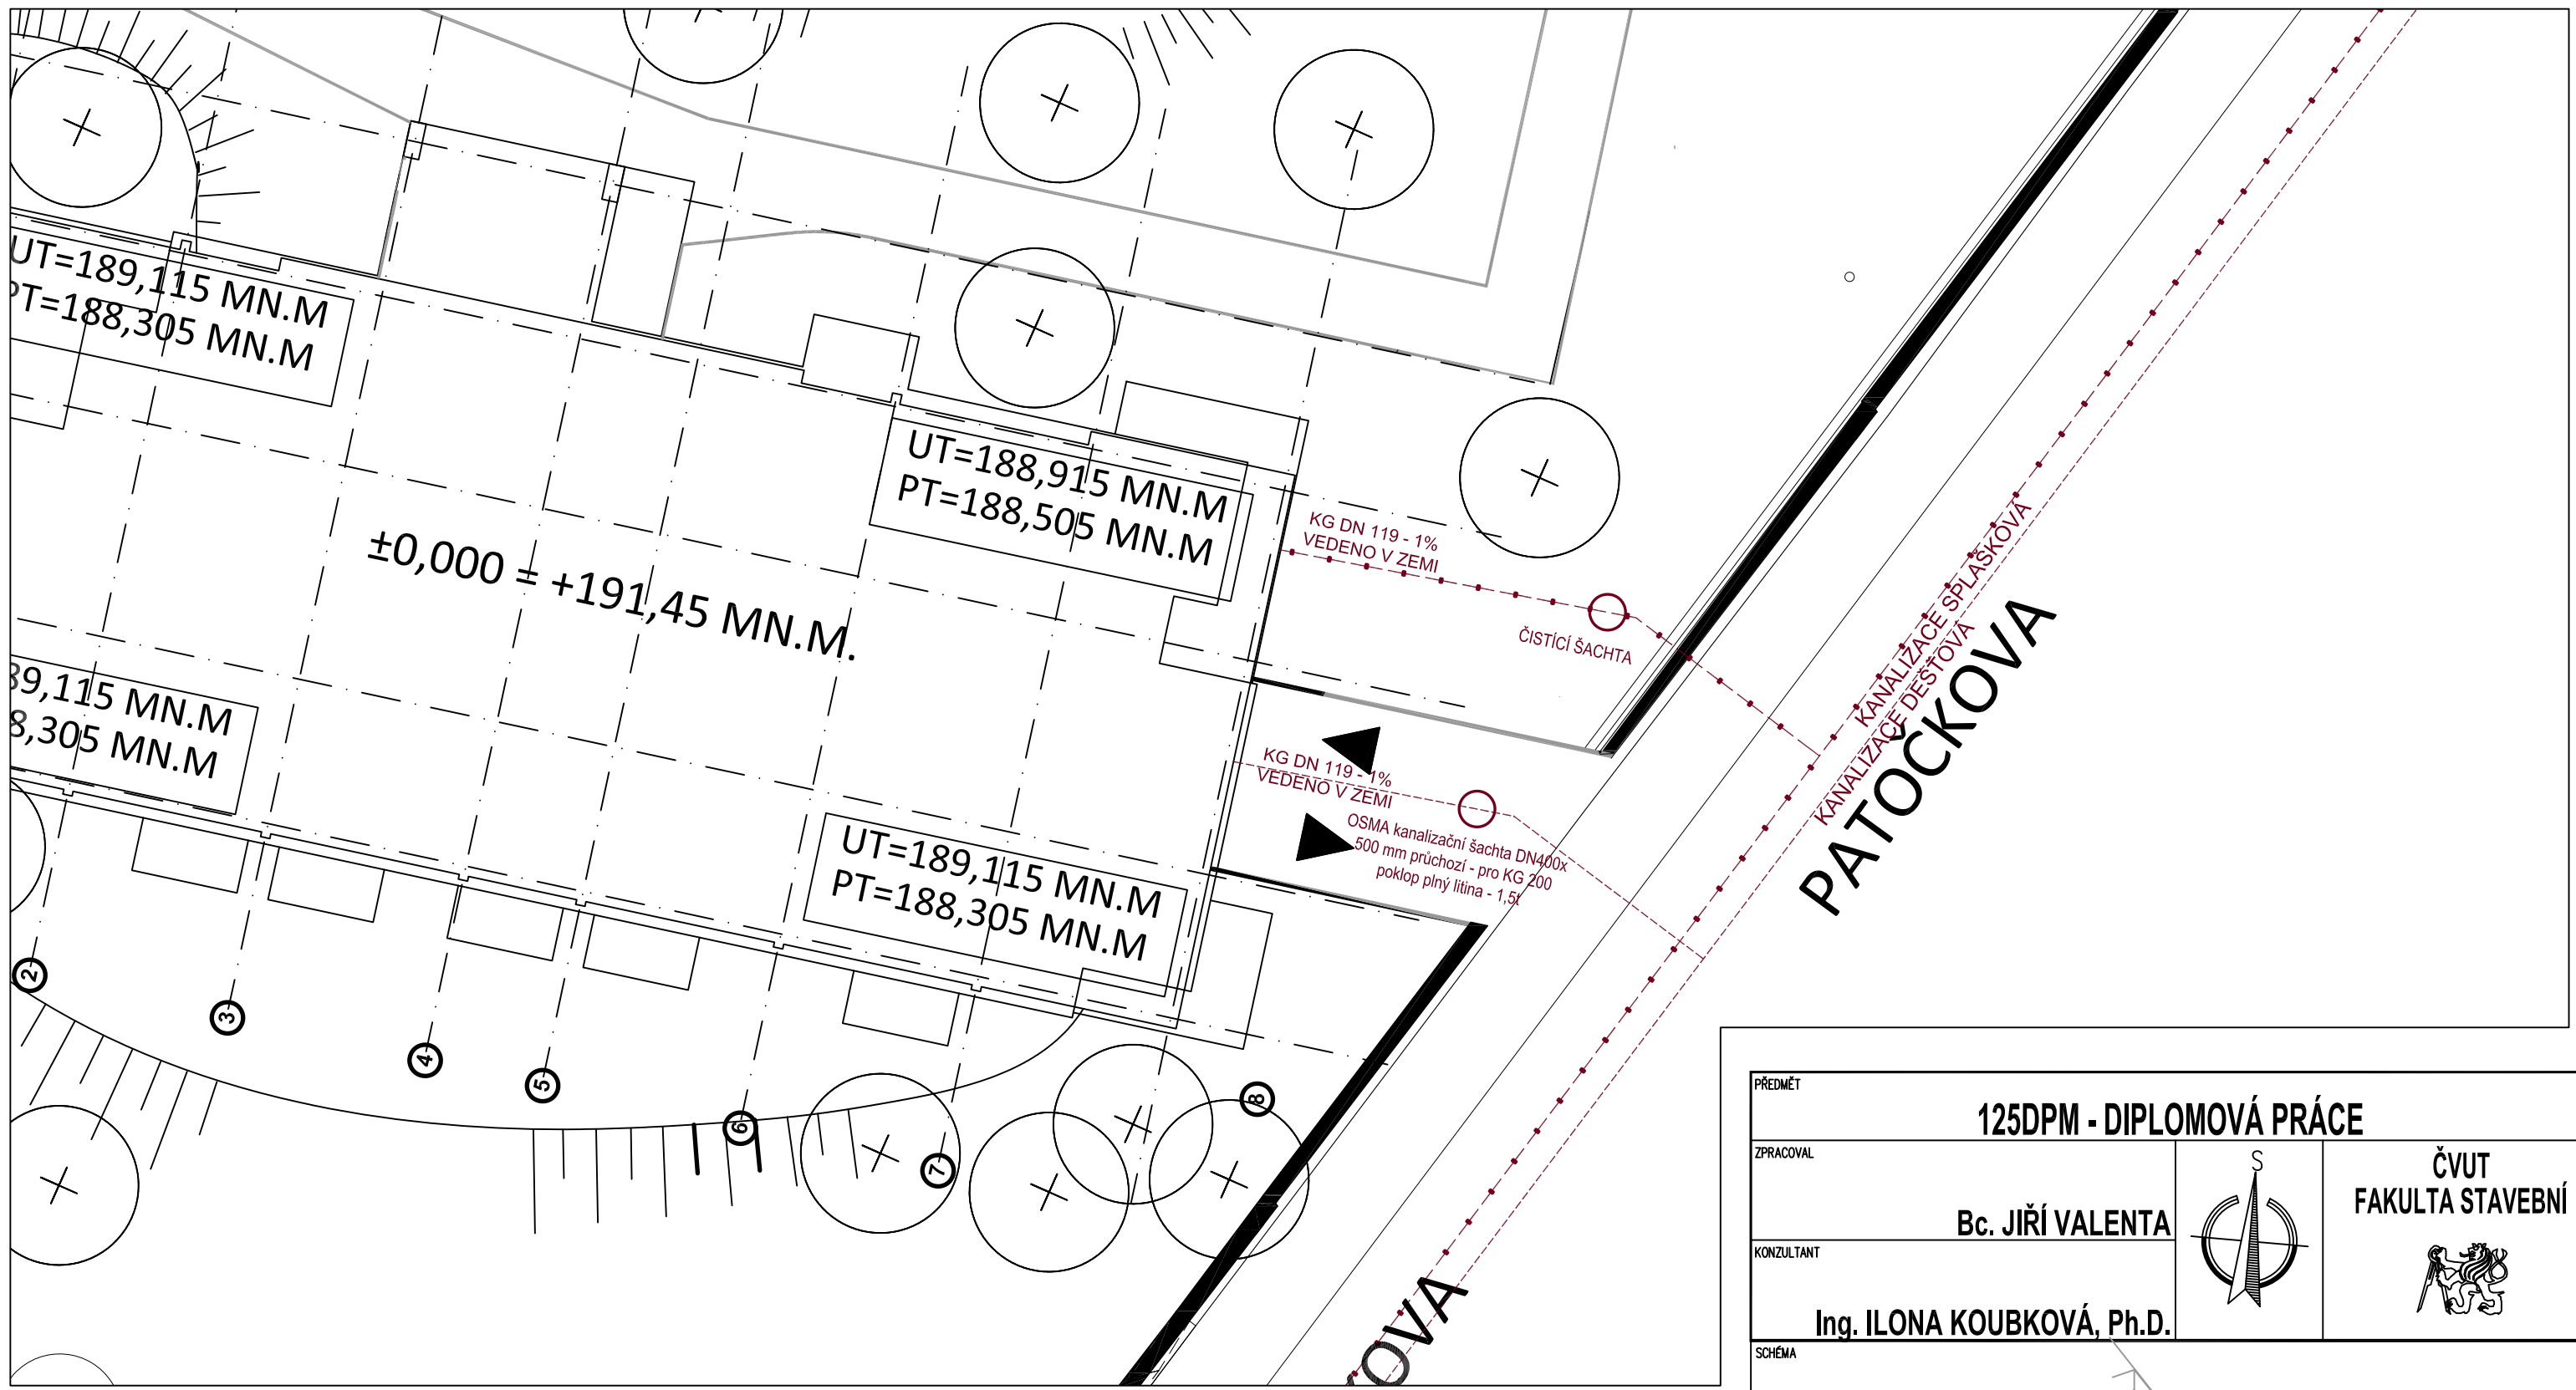 UT=189,115 MN.M
PT=188,305 MN.M
UT=188,915 MN.M
PT=188,505 MN.M
±0,000 = +191,45 MN.M.
KG DN 119 - 1%
VEDENO V ZEMI
ČISTÍCÍ ŠACHTA
KANALIZACE SPLAŠKOVÁ
KANALIZACE DEŠŤOVÁ
PATOČKOVA
89,115 MN.M
8,305 MN.M
KG DN 119 - 1%
VEDENO V ZEMI
OSMA kanalizační šachta DN400x
500 mm průchozí - pro KG 200
poklop plný litina - 1,5t
UT=189,115 MN.M
PT=188,305 MN.M
2
3
4
5
6
7
8
OVA
PŘEDMĚT
125DPM - DIPLOMOVÁ PRÁCE
ZPRACOVAL
Bc. JIŘÍ VALENTA
KONZULTANT
Ing. ILONA KOUBKOVÁ, Ph.D.
S
ČVUT
FAKULTA STAVEBNÍ
SCHÉMA